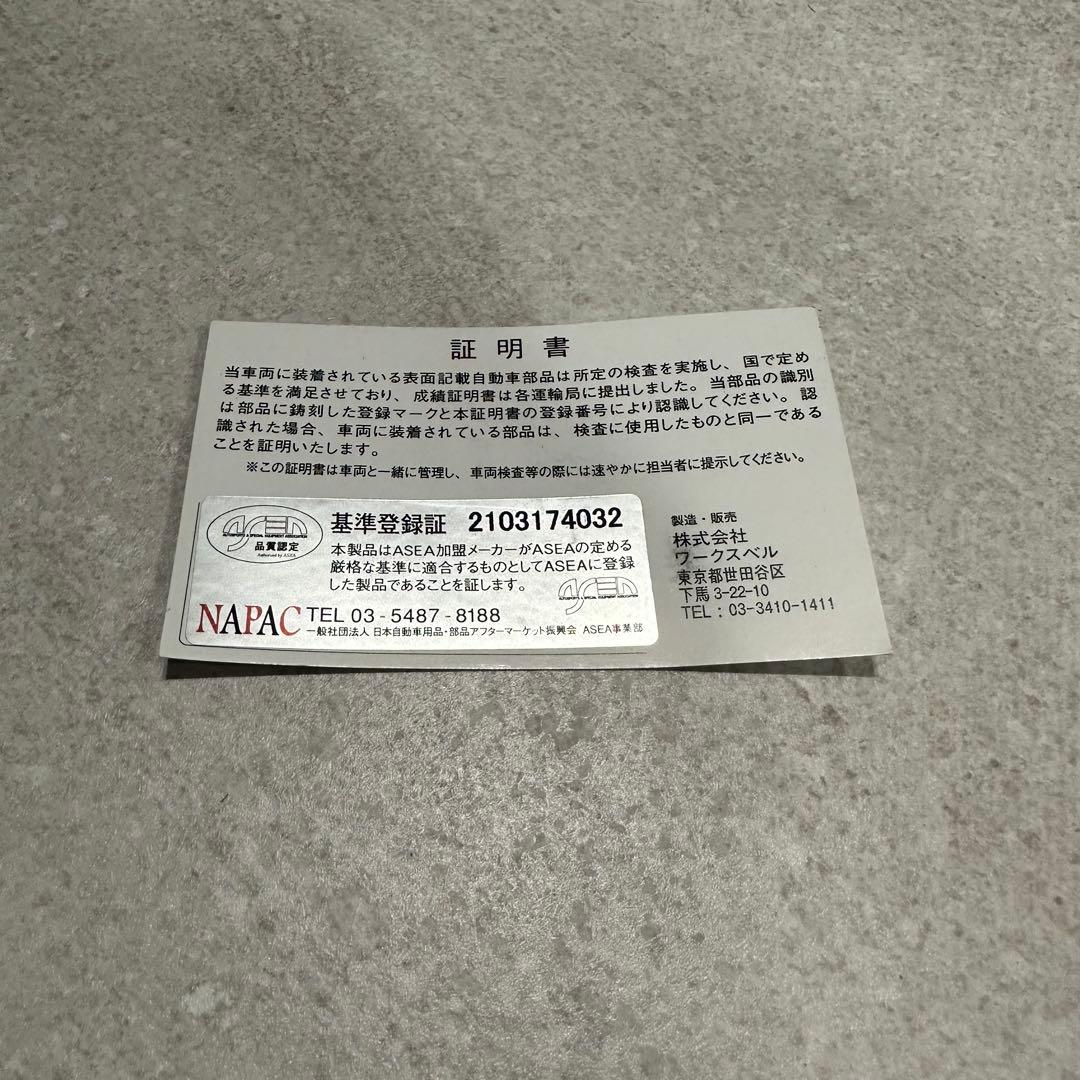 証明書
当車両に装着されている表面記載自動車部品は所定の検査を実施し、国で定め
る基準を満足させており、成績証明書は各運輸局に提出しました。当部品の識別
は部品に鋳刻した登録マークと本証明書の登録番号により認識してください。認
識された場合、車両に装着されている部品は、検査に使用したものと同一である
ことを証明いたします。
※この証明書は車両と一緒に管理し、車両検査等の際には速やかに担当者に提示してください。
ASEA
AUTOSPORTS & SPECIAL EQUIPMENT ASSOCIATION
品質認定
Authorized by ASEA
基準登録証 2103174032
本製品はASEA加盟メーカーがASEAの定める
厳格な基準に適合するものとしてASEAに登録
した製品であることを証します。
ASEA
AUTOSPORTS & SPECIAL EQUIPMENT ASSOCIATION
NAPAC TEL 03-5487-8188
一般社団法人 日本自動車用品・部品アフターマーケット振興会 ASEA事業部
製造・販売
株式会社
ワークスベル
東京都世田谷区
下馬3-22-10
TEL:03-3410-1411